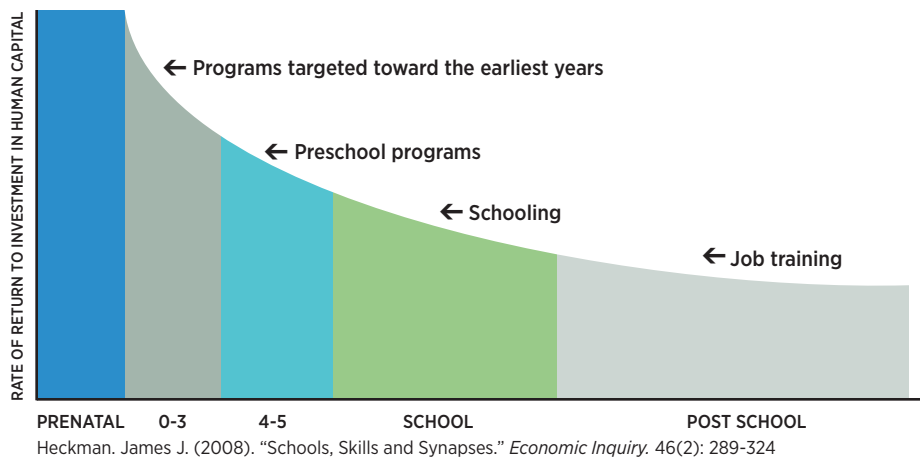 RATE OF RETURN TO INVESTMENT IN HUMAN CAPITAL
← Programs targeted toward the earliest years
← Preschool programs
← Schooling
← Job training
PRENATAL 0-3 4-5 SCHOOL POST SCHOOL
Heckman. James J. (2008). “Schools, Skills and Synapses.” Economic Inquiry. 46(2): 289-324